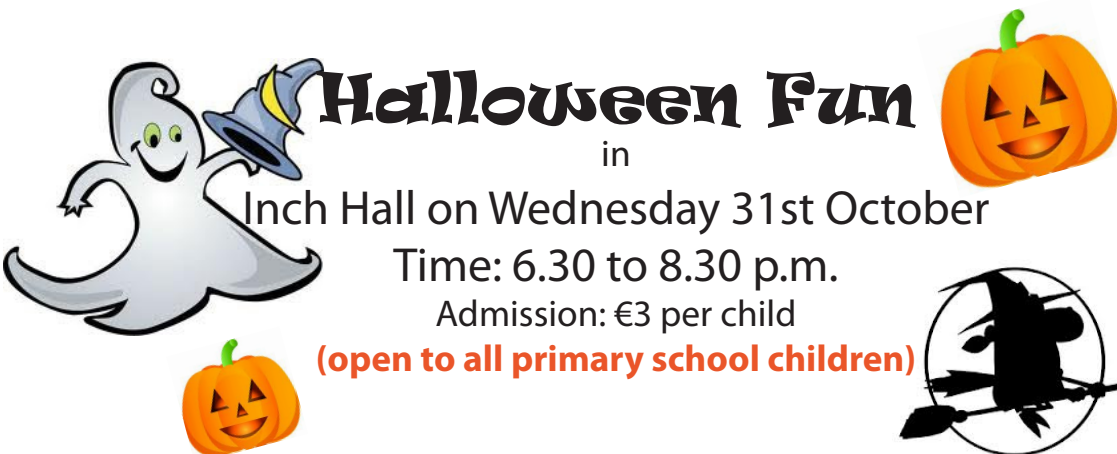 Halloween Fun
in
Inch Hall on Wednesday 31st October
Time: 6.30 to 8.30 p.m.
Admission: €3 per child
(open to all primary school children)